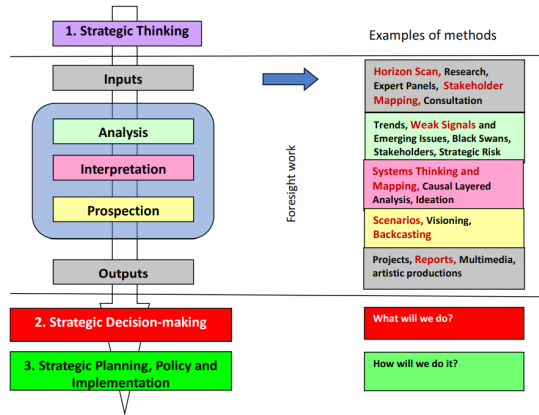 1. Strategic Thinking
Examples of methods
Inputs
Analysis
Interpretation
Prospection
Outputs
Foresight work
Horizon Scan, Research,
Expert Panels, Stakeholder
Mapping, Consultation
Trends, Weak Signals and
Emerging Issues, Black Swans,
Stakeholders, Strategic Risk
Systems Thinking and
Mapping, Causal Layered
Analysis, Ideation
Scenarios, Visioning,
Backcasting
Projects, Reports, Multimedia,
artistic productions
2. Strategic Decision-making
What will we do?
3. Strategic Planning, Policy and
Implementation
How will we do it?